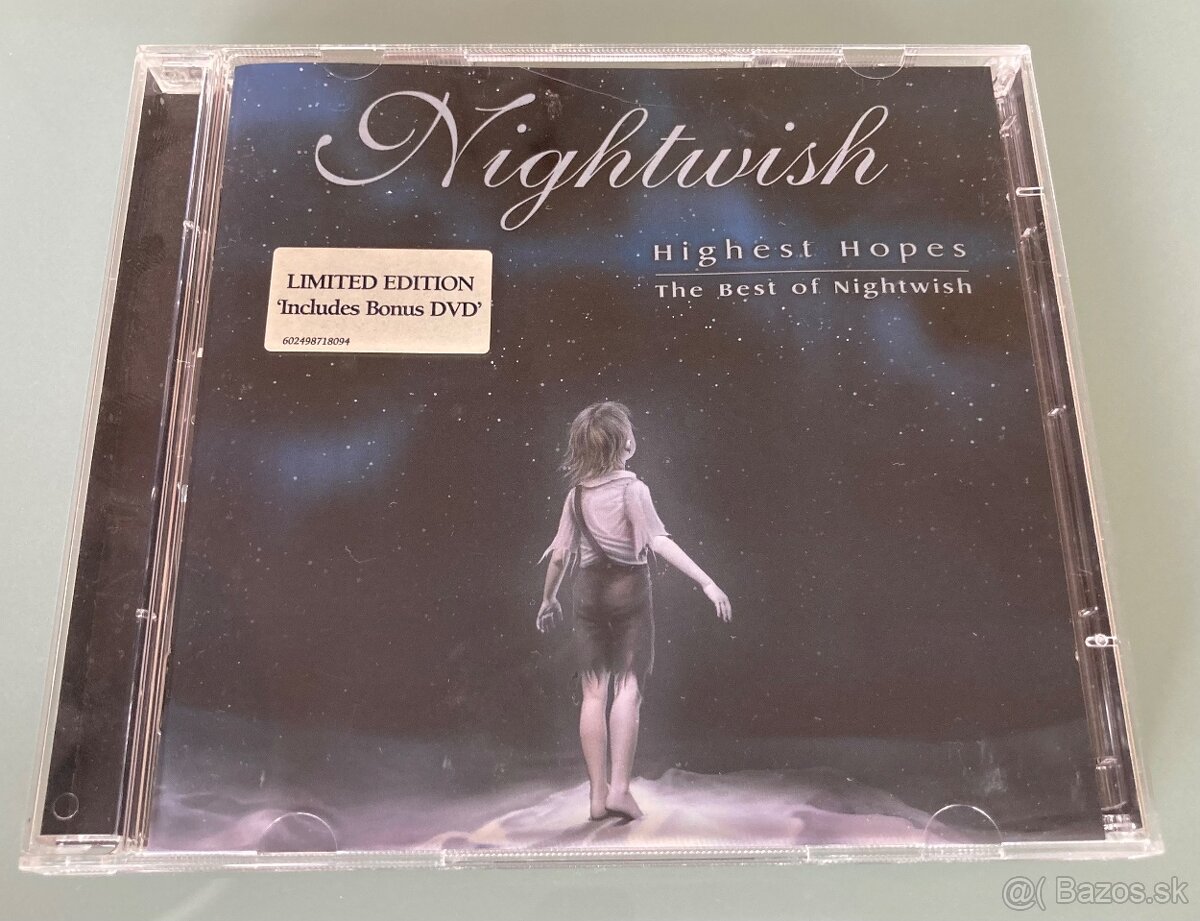 Nightwish
Highest Hopes
The Best of Nightwish
LIMITED EDITION
'Includes Bonus DVD'
602498718094
@( Bazos.sk